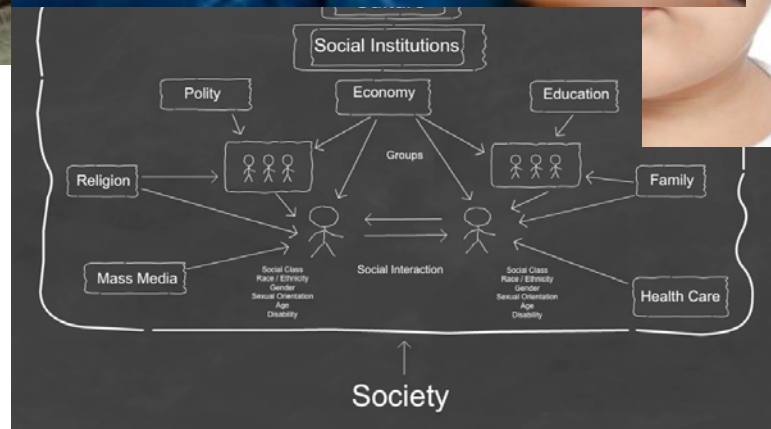 Culture
Social Institutions
Polity
Economy
Education
Groups
Religion
Family
Mass Media
Social Interaction
Social Class
Race / Ethnicity
Gender
Sexual Orientation
Age
Disability
Social Class
Race / Ethnicity
Gender
Sexual Orientation
Age
Disability
Health Care
Society